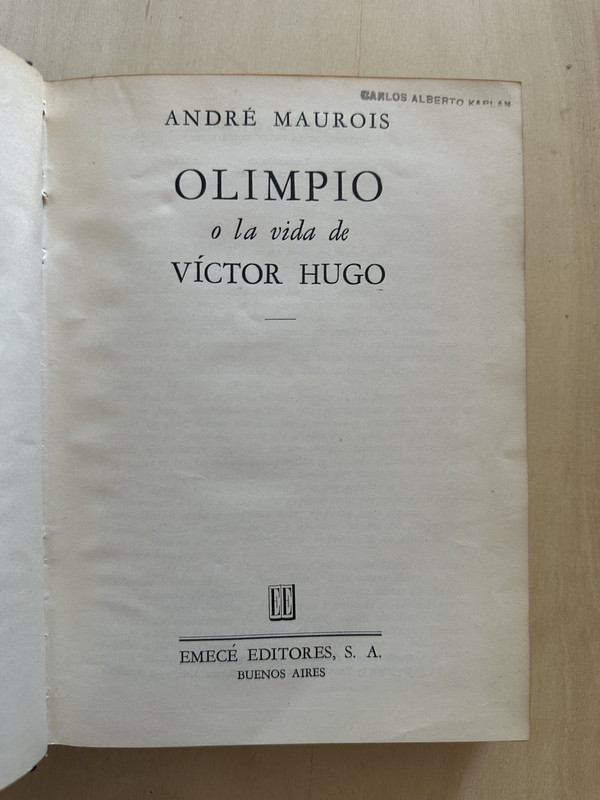 CARLOS ALBERTO KAPLAN
ANDRÉ MAUROIS
OLIMPIO
o la vida de
VÍCTOR HUGO
EE
EMECÉ EDITORES, S. A.
BUENOS AIRES